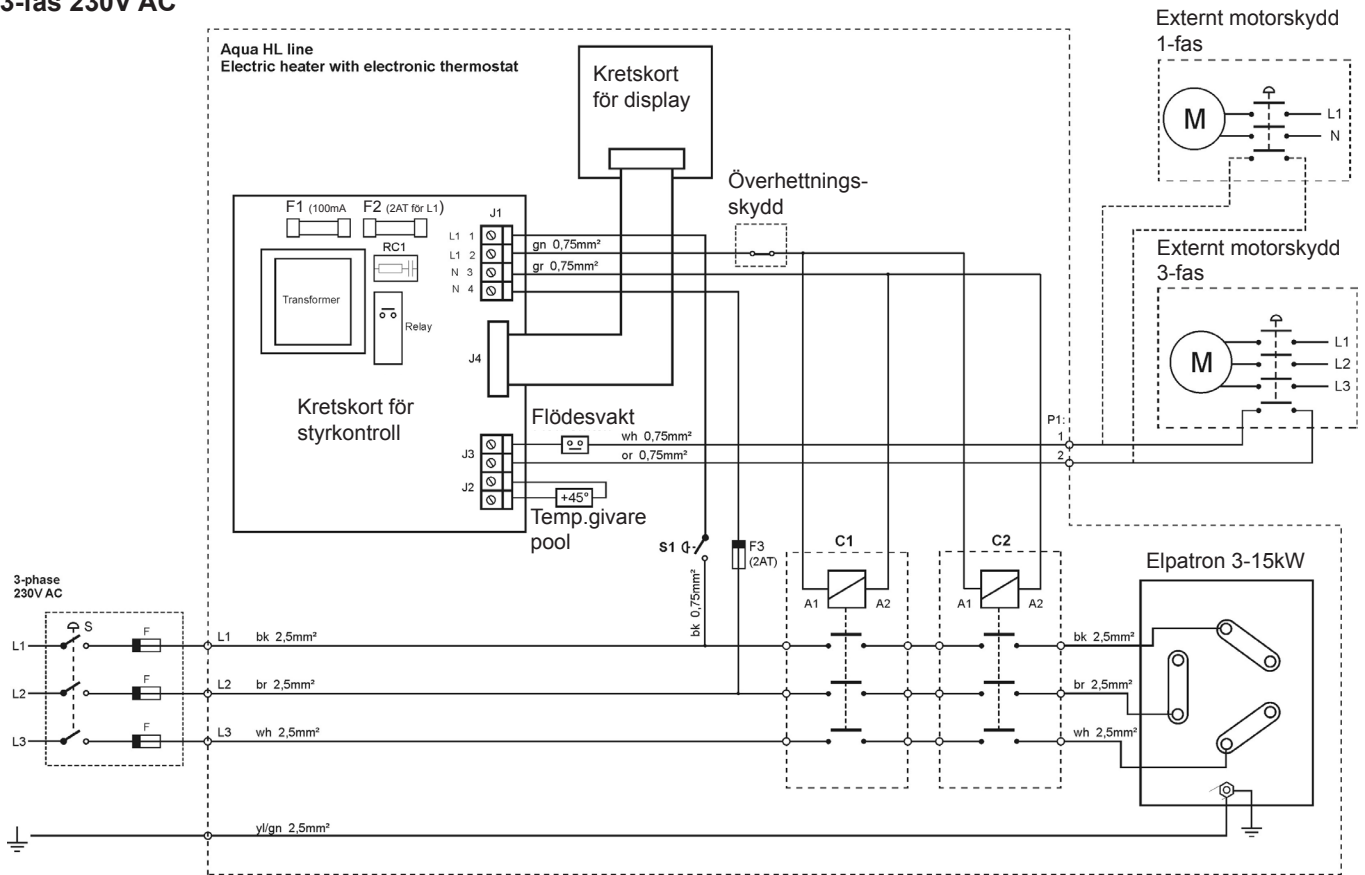 3-fas 230V AC
Externt motorskydd
1-fas
Aqua HL line
Electric heater with electronic thermostat
Kretskort
för display
M
L1
N
Överhettnings-
skydd
F1 (100mA
F2 (2AT för L1)
J1
RC1
L1 1
L1 2
N 3
N 4
gn 0,75mm²
gr 0,75mm²
Transformer
Relay
J4
Externt motorskydd
3-fas
M
L1
L2
L3
Kretskort för
styrkontroll
Flödesvakt
P1:
1
2
wh 0,75mm²
or 0,75mm²
J3
J2
+45°
Temp.givare
pool
S1
F3
(2AT)
C1
C2
Elpatron 3-15kW
A1
A2
A1
A2
bk 0,75mm²
3-phase
230V AC
S
F
L1
L1
bk 2,5mm²
bk 2,5mm²
F
L2
L2
br 2,5mm²
br 2,5mm²
F
L3
L3
wh 2,5mm²
wh 2,5mm²
yl/gn 2,5mm²